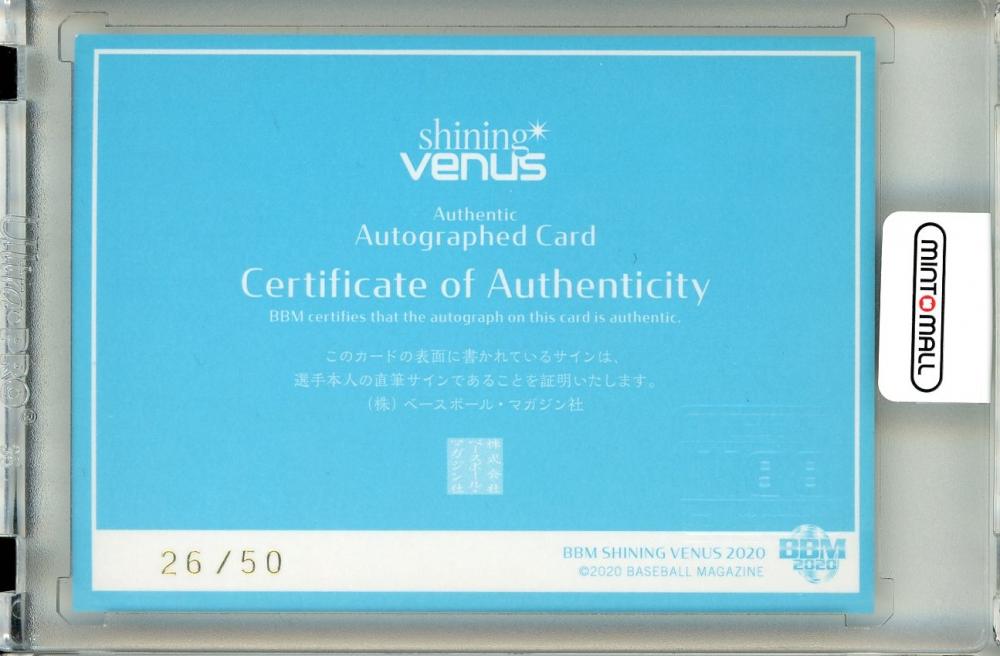 shining
venus
Authentic
Autographed Card
Certificate of Authenticity
BBM certifies that the autograph on this card is authentic.
このカードの表面に書かれているサインは、
選手本人の直筆サインであることを証明いたします。
(株) ベースボール・マガジン社
株式会社
ベースボール・
マガジン社
26/50
BBM SHINING VENUS 2020
©2020 BASEBALL MAGAZINE
BBM
2020
MINTOMALL
Ultra PRO®